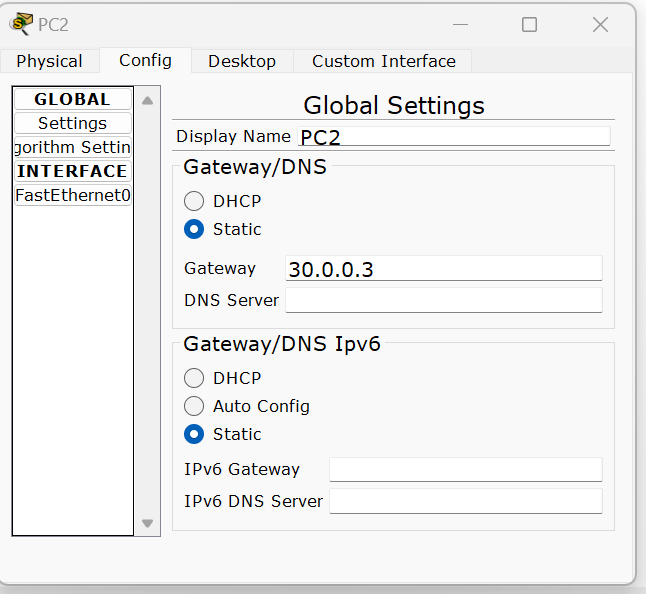 PC2
Physical Config Desktop Custom Interface
GLOBAL
Settings
gorithm Settin
INTERFACE
FastEthernet0
Global Settings
Display Name PC2
Gateway/DNS
DHCP
Static
Gateway 30.0.0.3
DNS Server
Gateway/DNS Ipv6
DHCP
Auto Config
Static
IPv6 Gateway
IPv6 DNS Server